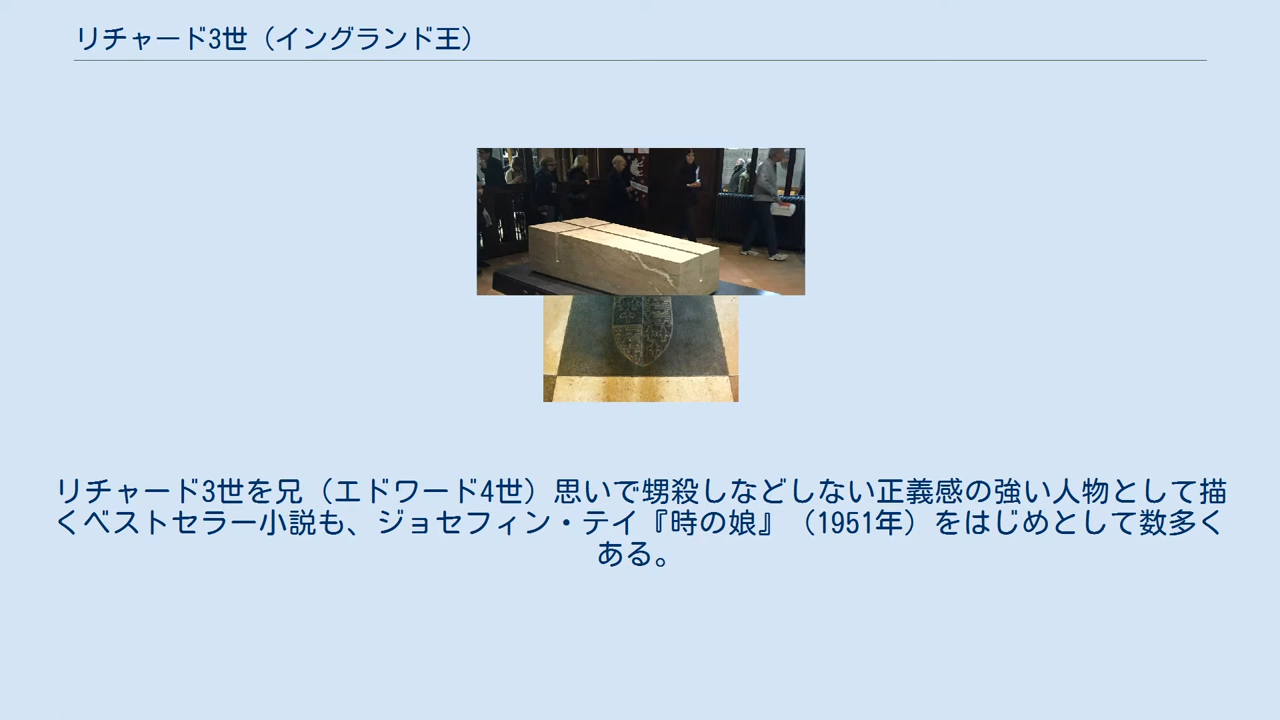 リチャード3世（イングランド王）
リチャード3世を兄（エドワード4世）思いで甥殺しなどしない正義感の強い人物として描
くベストセラー小説も、ジョセフィン・テイ『時の娘』（1951年）をはじめとして数多く
ある。